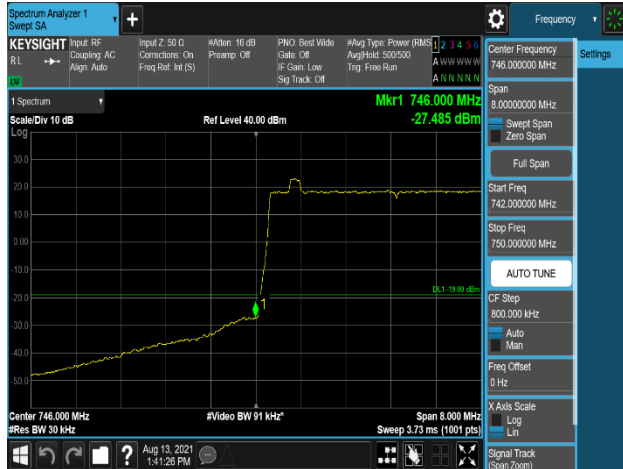 Spectrum Analyzer 1
Swept SA
+
Frequency
KEYSIGHT
R L
Input: RF
Coupling: AC
Align: Auto
Input Z: 50 Ω
Corrections: On
Freq Ref: Int (S)
#Atten: 16 dB
Preamp: Off
PNO: Best Wide
Gate: Off
IF Gain: Low
Sig Track: Off
#Avg Type: Power (RMS
Avg|Hold: 500/500
Trig: Free Run
1 2 3 4 5 6
A W W W W W
A N N N N N
Settings
1 Spectrum
Scale/Div 10 dB
Log
Ref Level 40.00 dBm
Mkr1 746.000 MHz
-27.485 dBm
30.0
20.0
10.0
0.00
-10.0
-20.0
-30.0
-40.0
-50.0
DL1 -19.00 dBm
1
Center 746.000 MHz
#Res BW 30 kHz
#Video BW 91 kHz*
Span 8.000 MHz
Sweep 3.73 ms (1001 pts)
Center Frequency
746.000000 MHz
Span
8.00000000 MHz
Swept Span
Zero Span
Full Span
Start Freq
742.000000 MHz
Stop Freq
750.000000 MHz
AUTO TUNE
CF Step
800.000 kHz
Auto
Man
Freq Offset
0 Hz
X Axis Scale
Log
Lin
Signal Track
(Span Zoom)
?
Aug 13, 2021
1:41:26 PM